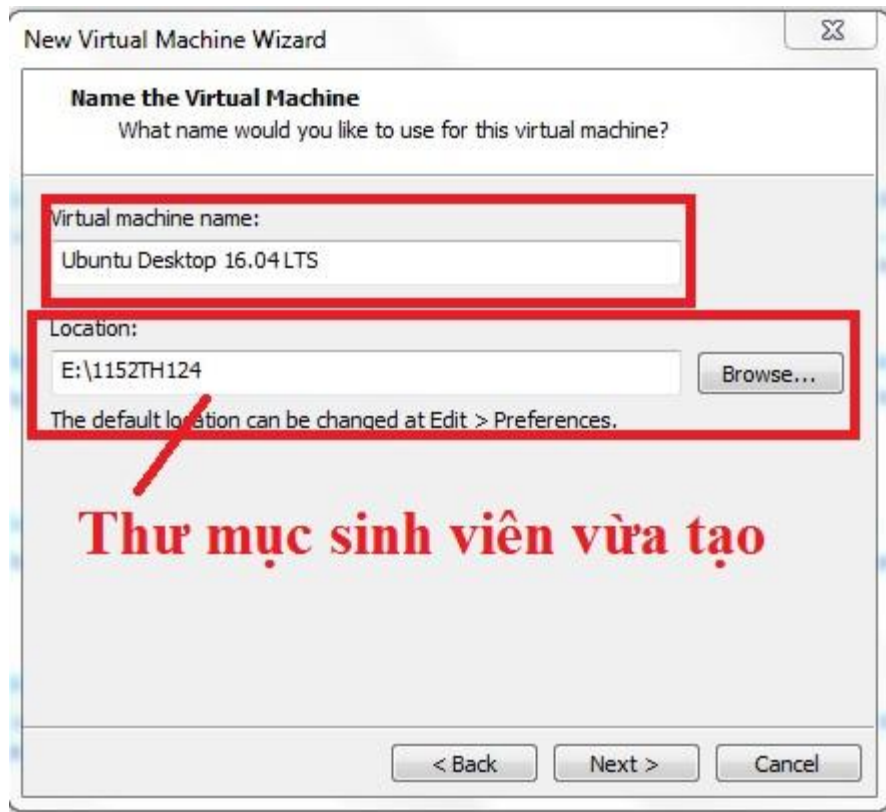 New Virtual Machine Wizard
Name the Virtual Machine
What name would you like to use for this virtual machine?
Virtual machine name:
Ubuntu Desktop 16.04 LTS
Location:
E:\1152TH124
Browse...
The default location can be changed at Edit > Preferences.
Thư mục sinh viên vừa tạo
< Back Next > Cancel